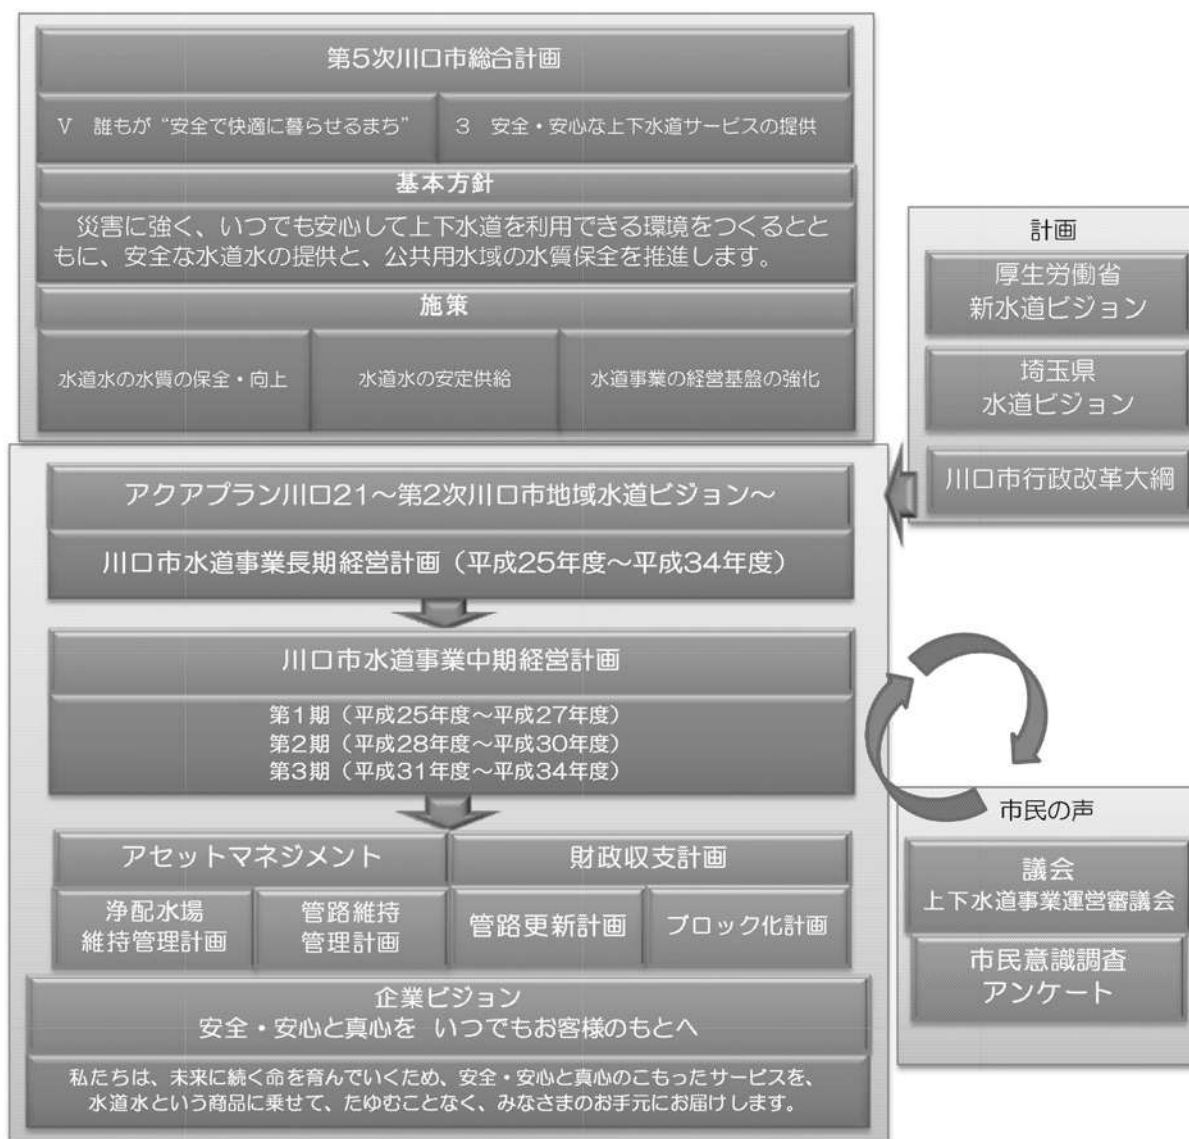 第5次川口市総合計画
Ⅴ　誰もが“安全で快適に暮らせるまち”
3　安全・安心な上下水道サービスの提供
基本方針
災害に強く、いつでも安心して上下水道を利用できる環境をつくるとと
もに、安全な水道水の提供と、公共用水域の水質保全を推進します。
施策
水道水の水質の保全・向上
水道水の安定供給
水道事業の経営基盤の強化
計画
厚生労働省
新水道ビジョン
埼玉県
水道ビジョン
川口市行政改革大綱
アクアプラン川口21～第2次川口市地域水道ビジョン～
川口市水道事業長期経営計画（平成25年度～平成34年度）
川口市水道事業中期経営計画
第1期（平成25年度～平成27年度）
第2期（平成28年度～平成30年度）
第3期（平成31年度～平成34年度）
市民の声
議会
上下水道事業運営審議会
市民意識調査
アンケート
アセットマネジメント
財政収支計画
浄配水場
維持管理計画
管路維持
管理計画
管路更新計画
ブロック化計画
企業ビジョン
安全・安心と真心を いつでもお客様のもとへ
私たちは、未来に続く命を育んでいくため、安全・安心と真心のこもったサービスを、
水道水という商品に乗せて、たゆむことなく、みなさまのお手元にお届けします。